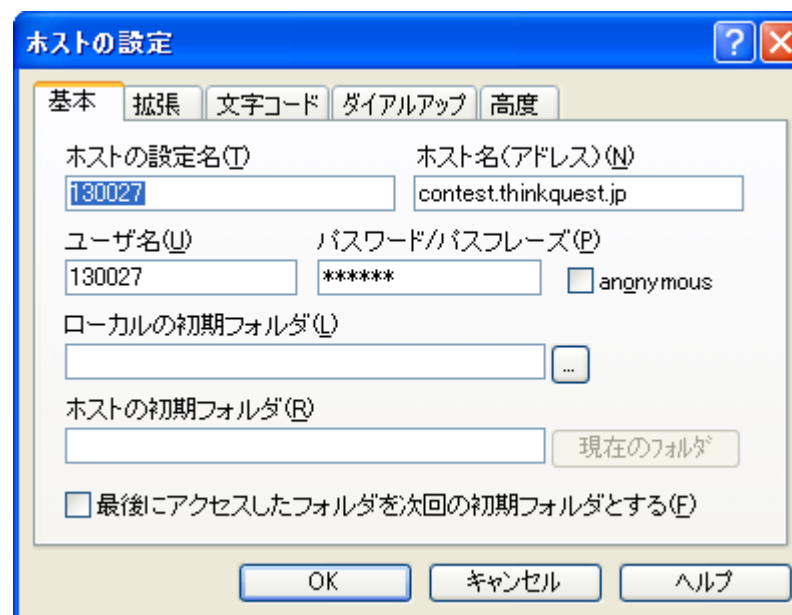 ホストの設定
基本 拡張 文字コード ダイアルアップ 高度
ホストの設定名(T) ホスト名(アドレス)(N)
130027 contest.thinkquest.jp
ユーザ名(U) パスワード/パスフレーズ(P)
130027 ****** anonymous
ローカルの初期フォルダ(L)
...
ホストの初期フォルダ(R)
現在のフォルダ
最後にアクセスしたフォルダを次回の初期フォルダとする(F)
OK キャンセル ヘルプ